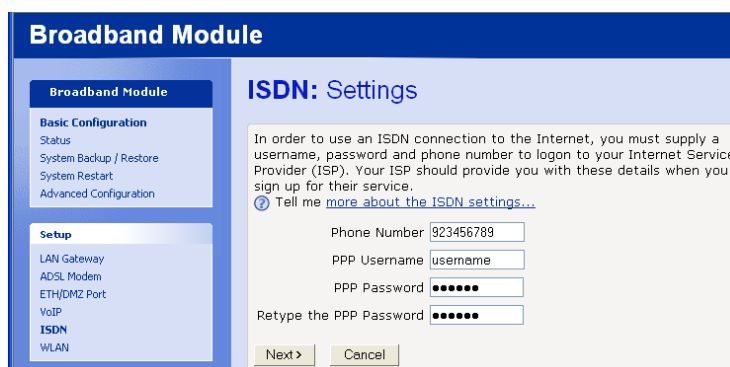 Broadband Module
Broadband Module
Basic Configuration
Status
System Backup / Restore
System Restart
Advanced Configuration
Setup
LAN Gateway
ADSL Modem
ETH/DMZ Port
VoIP
ISDN
WLAN
ISDN: Settings
In order to use an ISDN connection to the Internet, you must supply a
username, password and phone number to logon to your Internet Service
Provider (ISP). Your ISP should provide you with these details when you
sign up for their service.
? Tell me more about the ISDN settings...
Phone Number 923456789
PPP Username username
PPP Password ●●●●●●
Retype the PPP Password ●●●●●●
Next> Cancel